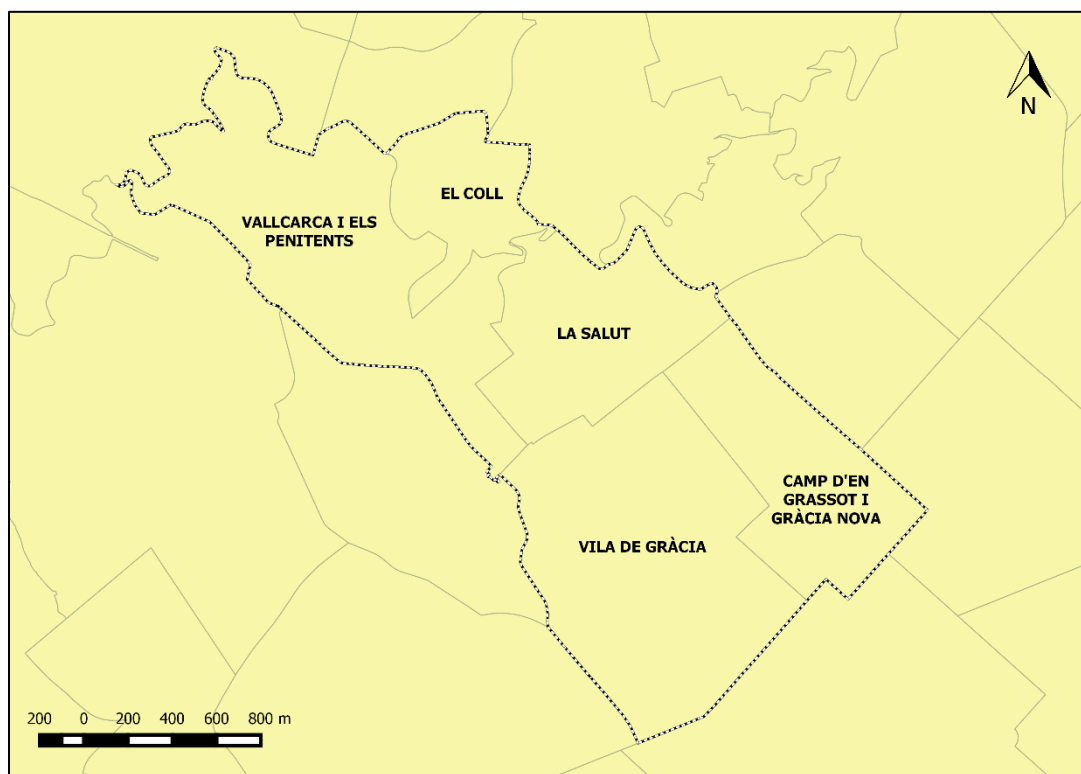 N
EL COLL
VALLCARCA I ELS
PENITENTS
LA SALUT
CAMP D'EN
GRASSOT I
GRÀCIA NOVA
VILA DE GRÀCIA
200 0 200 400 600 800 m